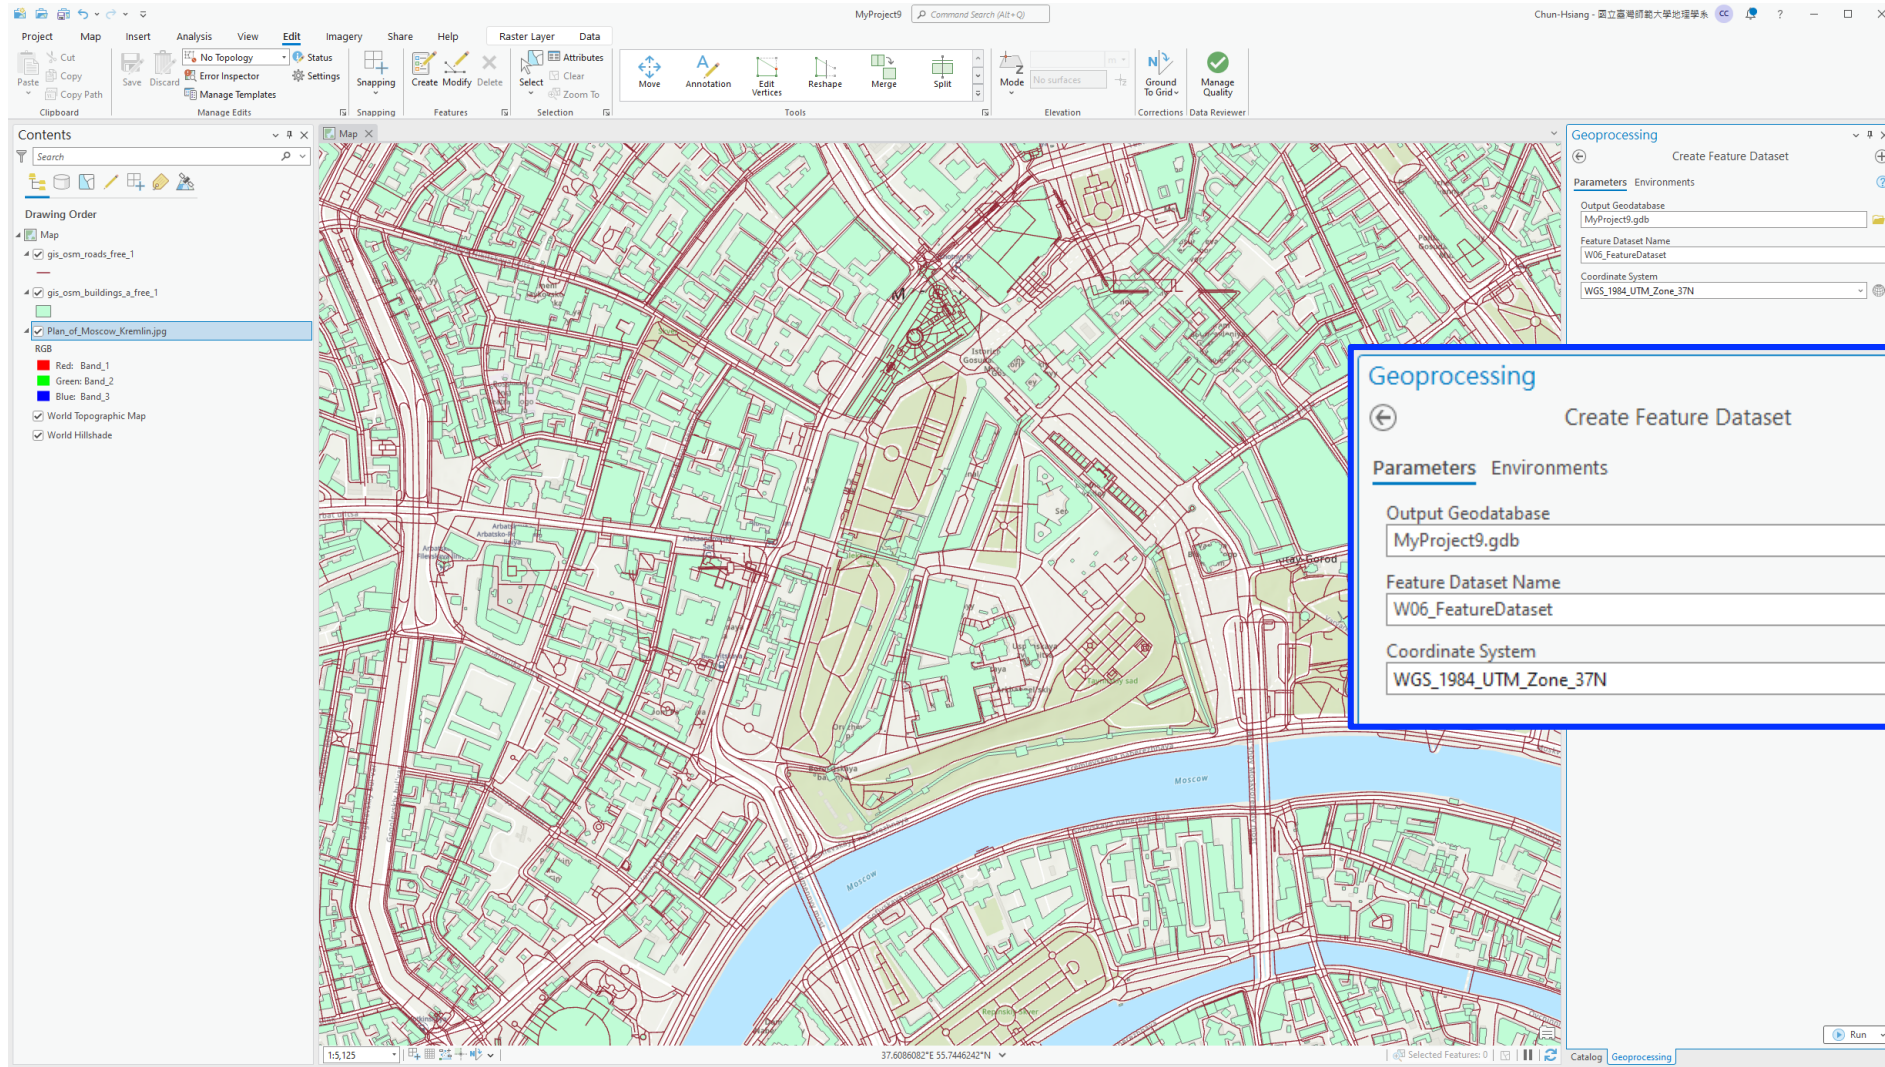 MyProject9
Command Search (Alt+Q)
Chun-Hsiang - 國立臺灣師範大學地理學系
CC
?
Project Map Insert Analysis View Edit Imagery Share Help Raster Layer Data
Paste
Cut
Copy
Copy Path
Clipboard
Save Discard
No Topology
Error Inspector
Manage Templates
Status
Settings
Manage Edits
Snapping
Snapping
Create Modify Delete
Features
Select
Attributes
Clear
Zoom To
Selection
Move
Annotation
Edit
Vertices
Reshape
Merge
Split
Tools
Mode
No surfaces
m
Elevation
Ground
To Grid
Corrections
Manage
Quality
Data Reviewer
Contents
Search
Drawing Order
Map
gis_osm_roads_free_1
gis_osm_buildings_a_free_1
Plan_of_Moscow_Kremlin.jpg
RGB
Red: Band_1
Green: Band_2
Blue: Band_3
World Topographic Map
World Hillshade
Map
M
Moscow
Moscow
Taynitskiy sad
1:5,125
37.6086082°E 55.7446242°N
Selected Features: 0
Geoprocessing
Create Feature Dataset
Parameters Environments
Output Geodatabase
MyProject9.gdb
Feature Dataset Name
W06_FeatureDataset
Coordinate System
WGS_1984_UTM_Zone_37N
Geoprocessing
Create Feature Dataset
Parameters Environments
Output Geodatabase
MyProject9.gdb
Feature Dataset Name
W06_FeatureDataset
Coordinate System
WGS_1984_UTM_Zone_37N
Run
Catalog Geoprocessing